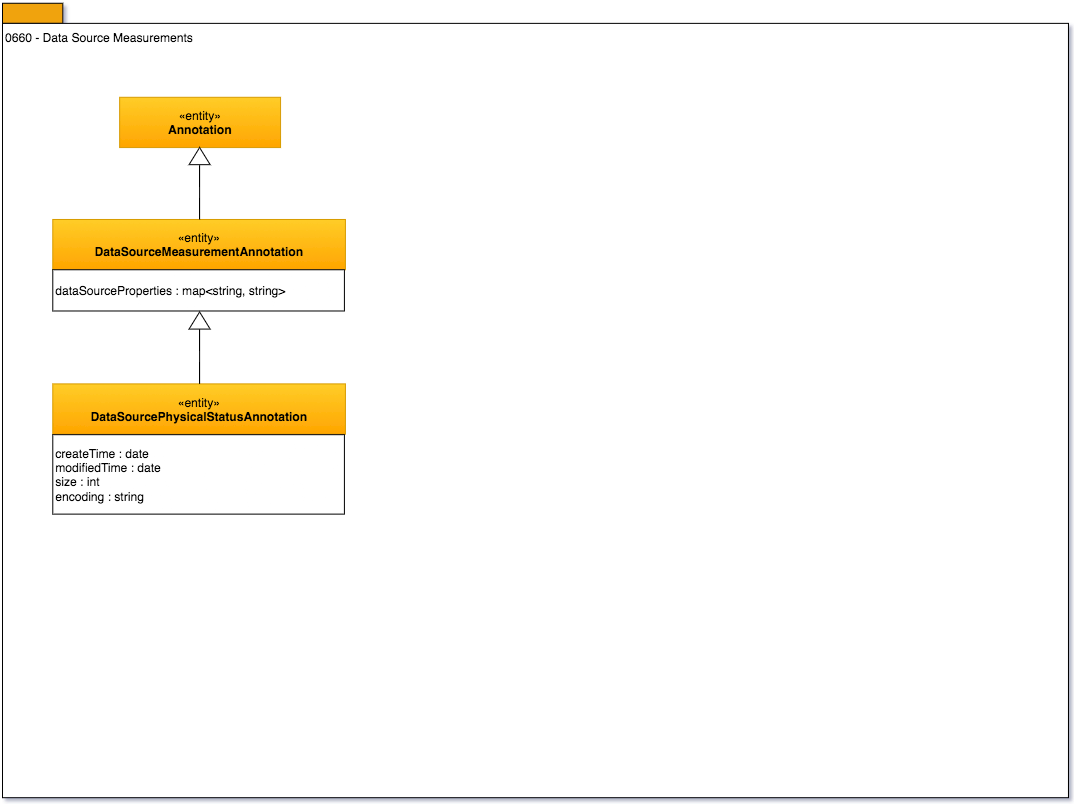 0660 - Data Source Measurements
«entity»
Annotation
«entity»
DataSourceMeasurementAnnotation
dataSourceProperties : map<string, string>
«entity»
DataSourcePhysicalStatusAnnotation
createTime : date
modifiedTime : date
size : int
encoding : string